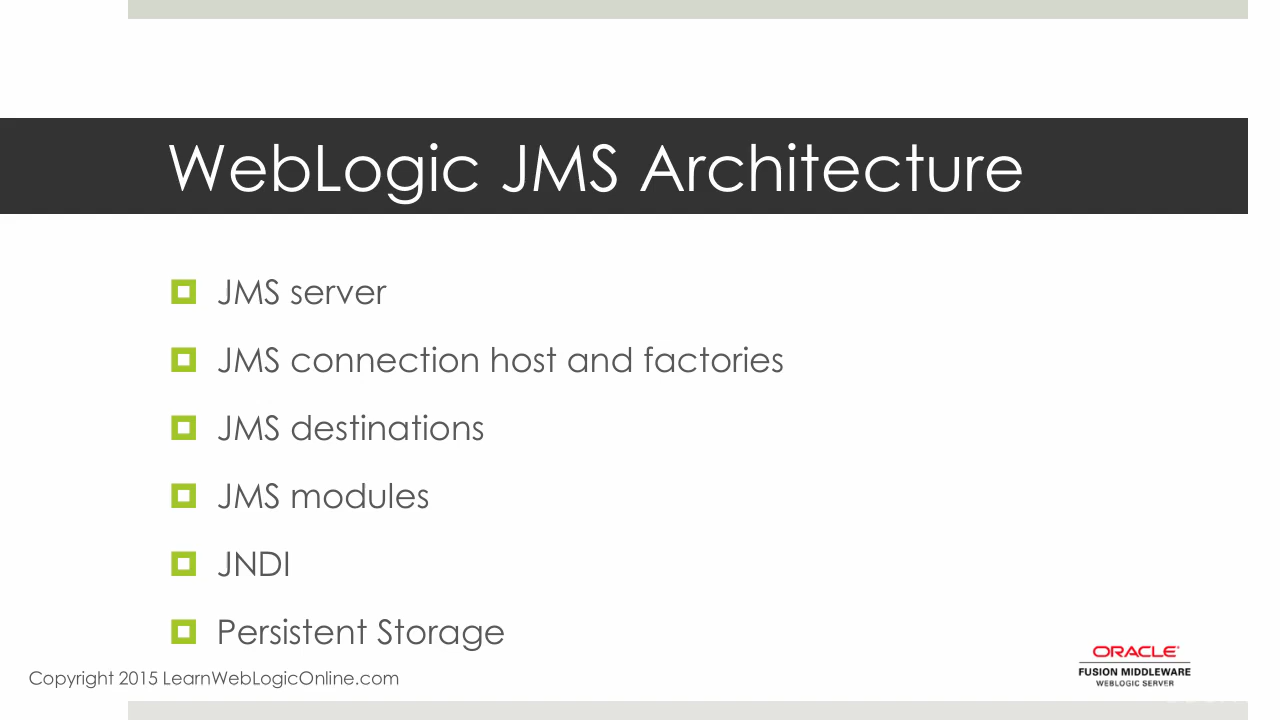 WebLogic JMS Architecture
JMS server
JMS connection host and factories
JMS destinations
JMS modules
JNDI
Persistent Storage
Copyright 2015 LearnWebLogicOnline.com
ORACLE
FUSION MIDDLEWARE
WEBLOGIC SERVER